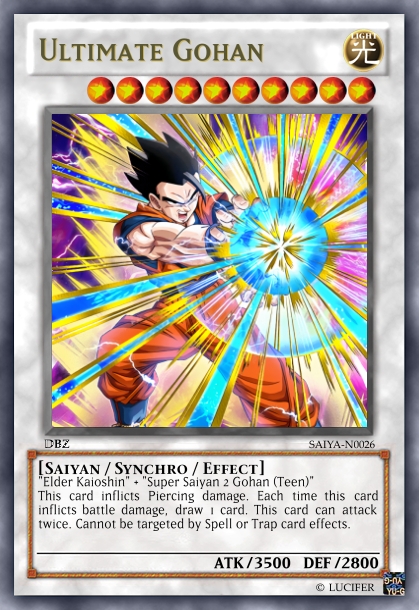 ULTIMATE GOHAN
LIGHT
光
DBZ
SAIYA-N0026
[SAIYAN / SYNCHRO / EFFECT]
"Elder Kaioshin" + "Super Saiyan 2 Gohan (Teen)"
This card inflicts Piercing damage. Each time this card
inflicts battle damage, draw 1 card. This card can attack
twice. Cannot be targeted by Spell or Trap card effects.
ATK/3500 DEF/2800
© LUCIFER